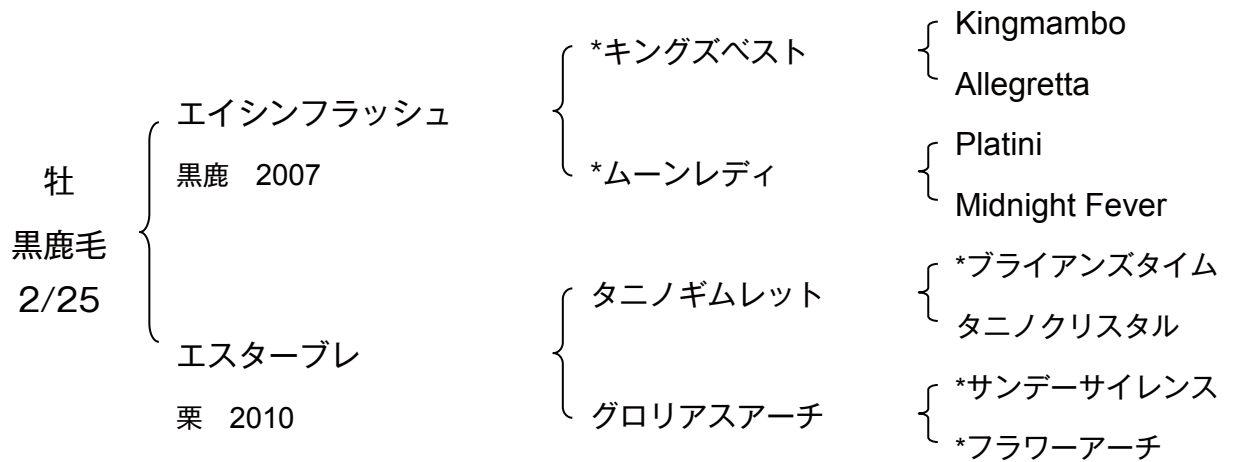 牡
黒鹿毛
2/25
エイシンフラッシュ
黒鹿 2007
エスターブレ
栗 2010
*キングズベスト
*ムーンレディ
タニノギムレット
グロリアスアーチ
Kingmambo
Allegretta
Platini
Midnight Fever
*ブライアンズタイム
タニノクリスタル
*サンデーサイレンス
*フラワーアーチ